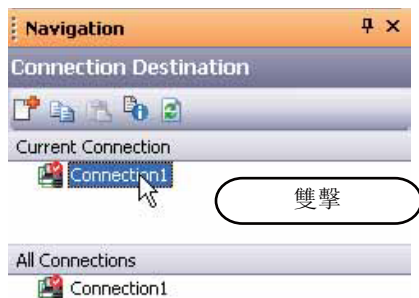 Navigation
Connection Destination
Current Connection
Connection1
雙擊
All Connections
Connection1